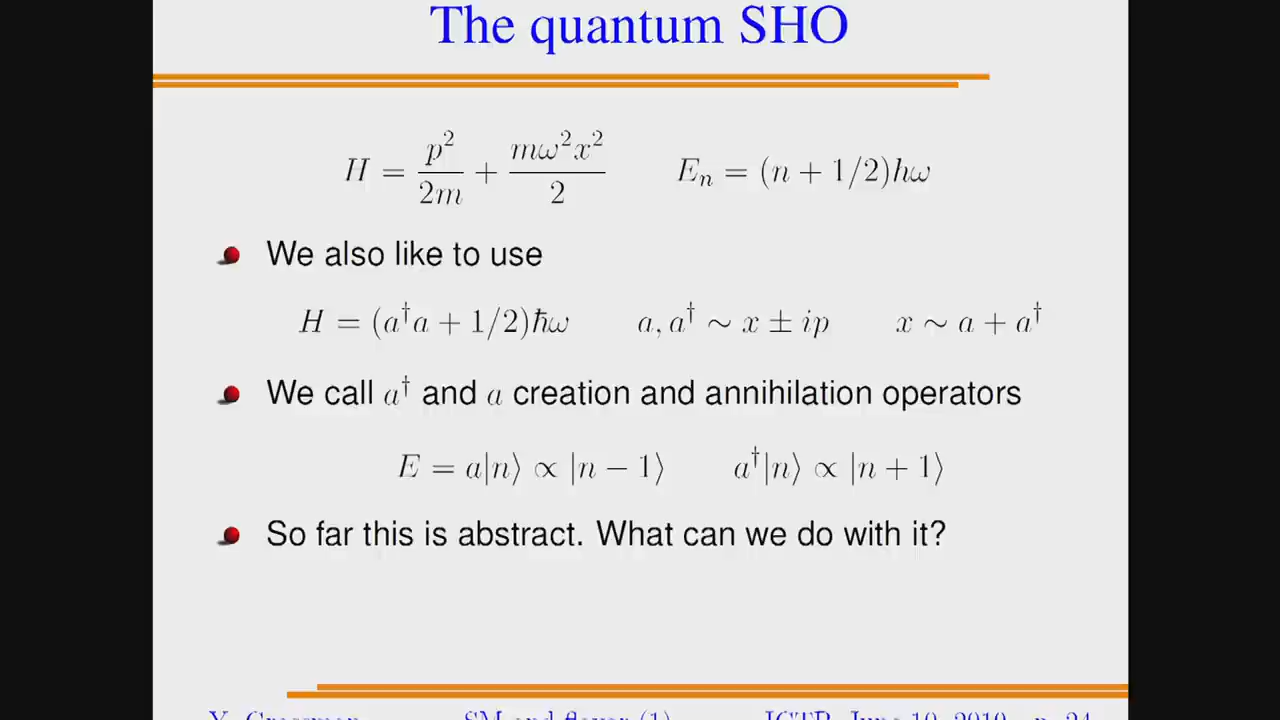 The quantum SHO
H = p²/2m + mω²x²/2 Eₙ = (n + 1/2)ħω
We also like to use
H = (a†a + 1/2)ħω a, a† ∼ x ± ip x ∼ a + a†
We call a† and a creation and annihilation operators
E = a|n⟩ ∝ |n − 1⟩ a†|n⟩ ∝ |n + 1⟩
So far this is abstract. What can we do with it?